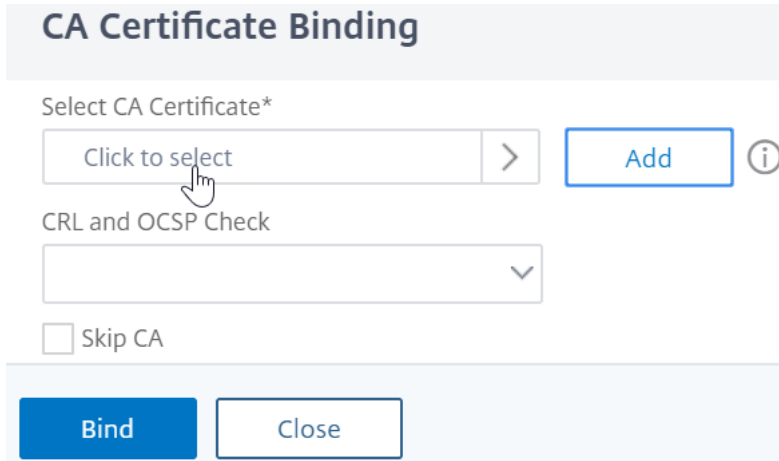 CA Certificate Binding
Select CA Certificate*
Click to select
Add
CRL and OCSP Check
Skip CA
Bind
Close